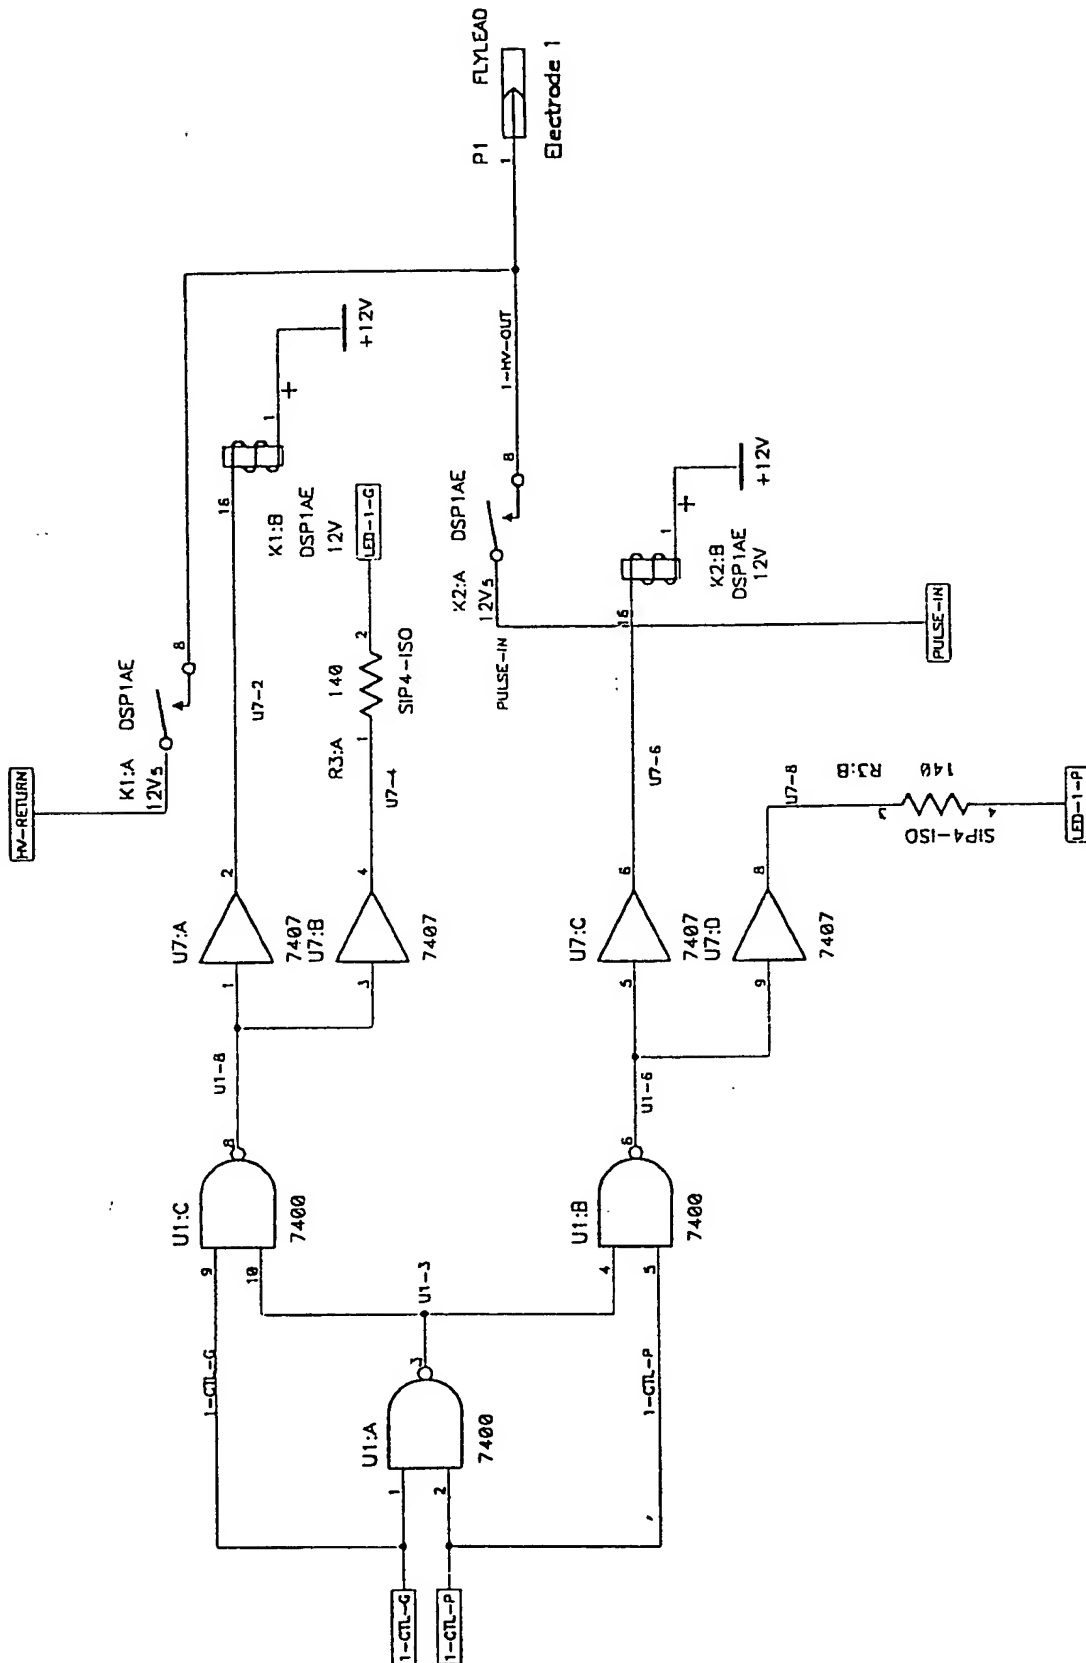 HV-RETURN
K1:A
DSP1AE
12V
5
8
P1
FLYLEAD
1
Electrode 1
U7:A
2
U7-2
16
1
+
+12V
K1:B
DSP1AE
12V
1
7407
U7:B
4
U7-4
R3:A
140
1
2
SIP4-ISO
LED-1-G
3
7407
U1-8
8
U1:C
7400
9
10
1-CTL-G
K2:A
DSP1AE
12V
5
8
1-HV-OUT
PULSE-IN
PULSE-IN
U1-3
3
U1:A
7400
1
2
1-CTL-G
1-CTL-P
1-CTL-P
4
5
U1:B
7400
6
U1-6
5
U7:C
6
U7-6
16
1
+
+12V
K2:B
DSP1AE
12V
7407
U7:D
9
8
7407
U7-8
R3:B
140
3
4
SIP4-ISO
LED-1-P